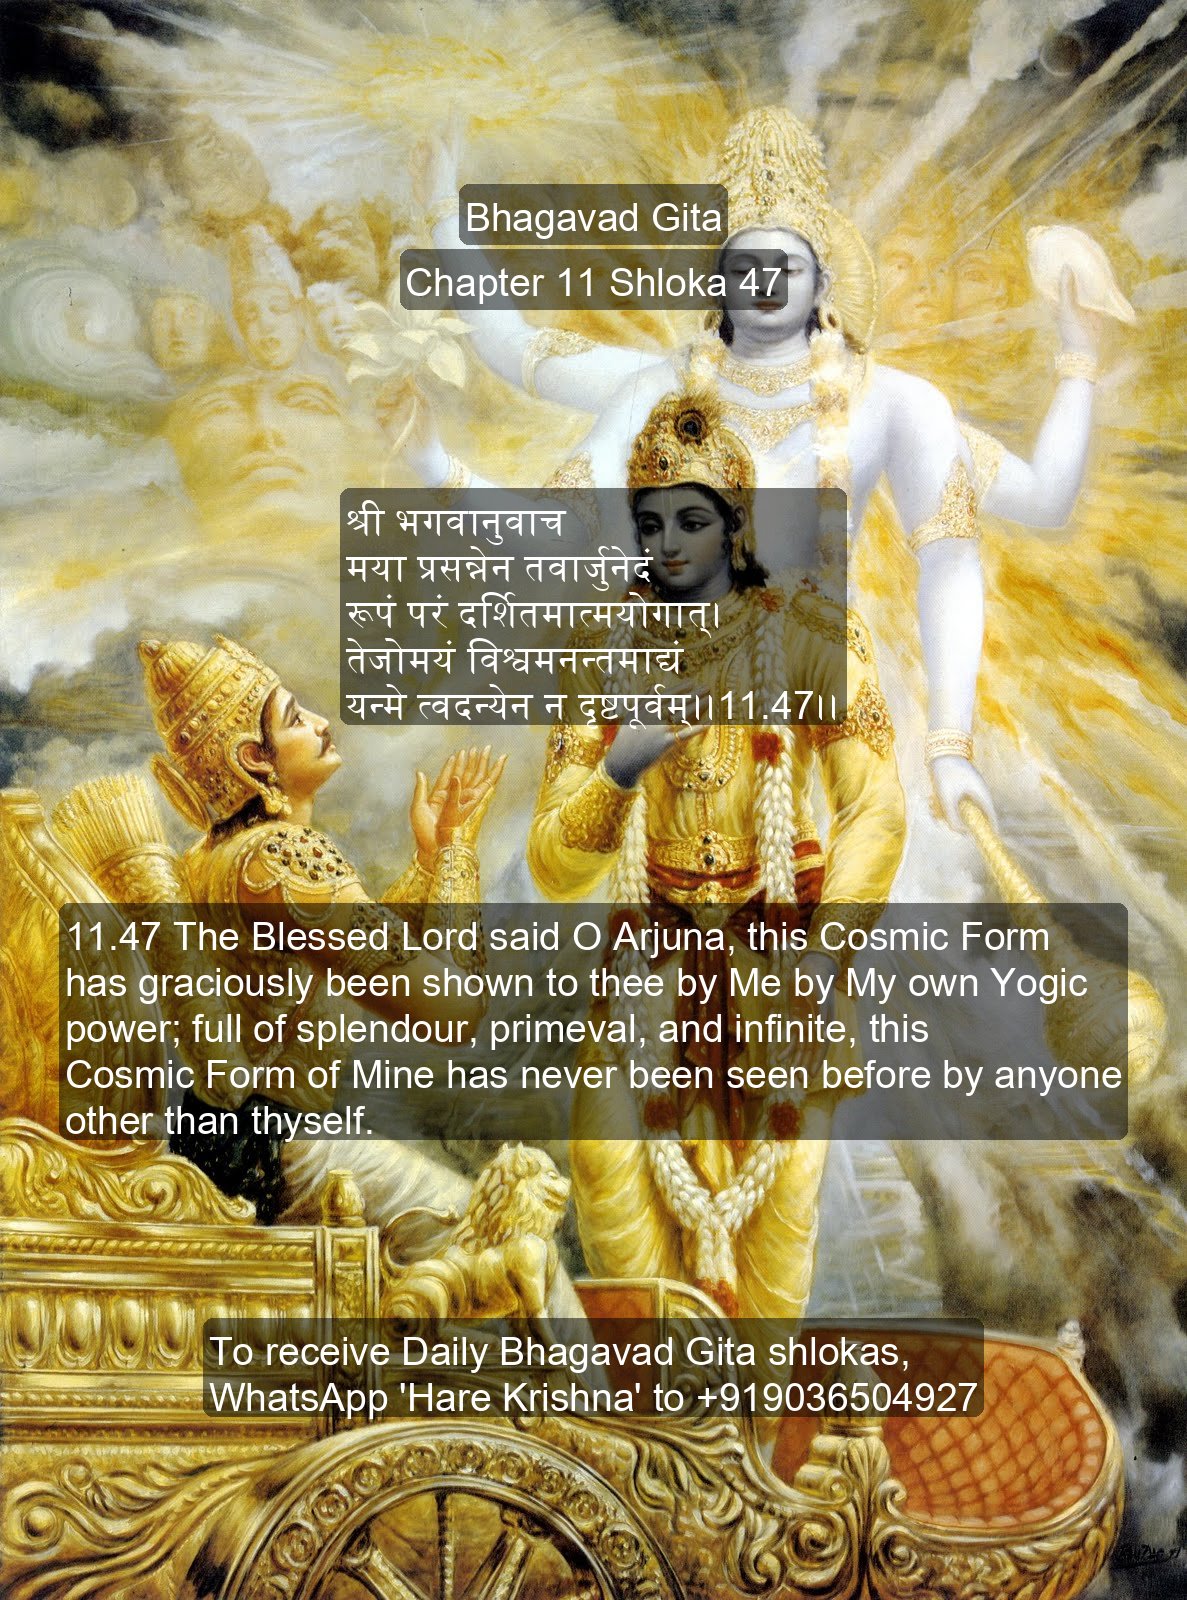 Bhagavad Gita
Chapter 11 Shloka 47
श्री भगवानुवाच
मया प्रसन्नेन तवार्जुनेदं
रूपं परं दर्शितमात्मयोगात्।
तेजोमयं विश्वमनन्तमाद्यं
यन्मे त्वदन्येन न दृष्टपूर्वम्।।11.47।।
11.47 The Blessed Lord said O Arjuna, this Cosmic Form
has graciously been shown to thee by Me by My own Yogic
power; full of splendour, primeval, and infinite, this
Cosmic Form of Mine has never been seen before by anyone
other than thyself.
To receive Daily Bhagavad Gita shlokas,
WhatsApp 'Hare Krishna' to +919036504927